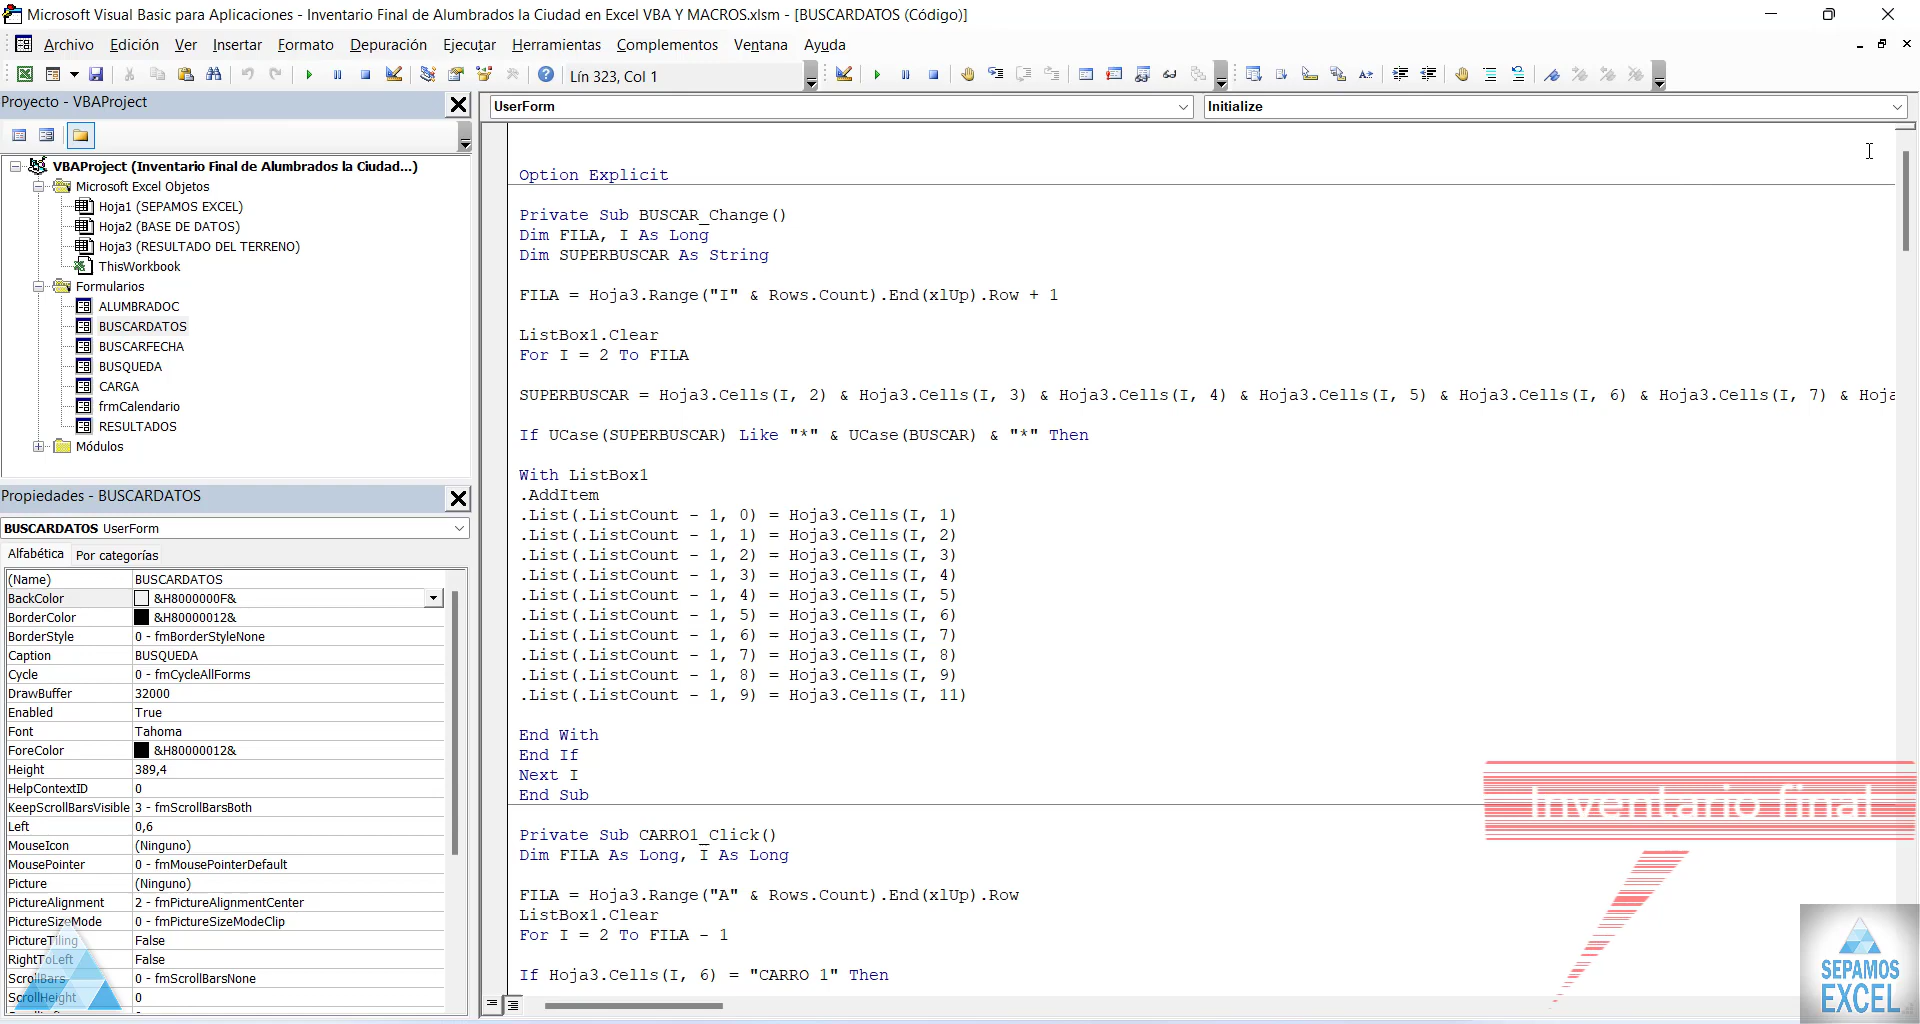 Microsoft Visual Basic para Aplicaciones - Inventario Final de Alumbrados la Ciudad en Excel VBA Y MACROS.xlsm - [BUSCARDATOS (Código)]
Archivo Edición Ver Insertar Formato Depuración Ejecutar Herramientas Complementos Ventana Ayuda
Lín 323, Col 1
Proyecto - VBAProject
VBAProject (Inventario Final de Alumbrados la Ciudad...)
Microsoft Excel Objetos
Hoja1 (SEPAMOS EXCEL)
Hoja2 (BASE DE DATOS)
Hoja3 (RESULTADO DEL TERRENO)
ThisWorkbook
Formularios
ALUMBRADOC
BUSCARDATOS
BUSCARFECHA
BUSQUEDA
CARGA
frmCalendario
RESULTADOS
Módulos
Propiedades - BUSCARDATOS
BUSCARDATOS UserForm
Alfabética Por categorías
(Name) BUSCARDATOS
BackColor &H8000000F&
BorderColor &H80000012&
BorderStyle 0 - fmBorderStyleNone
Caption BUSQUEDA
Cycle 0 - fmCycleAllForms
DrawBuffer 32000
Enabled True
Font Tahoma
ForeColor &H80000012&
Height 389,4
HelpContextID 0
KeepScrollBarsVisible 3 - fmScrollBarsBoth
Left 0,6
MouseIcon (Ninguno)
MousePointer 0 - fmMousePointerDefault
Picture (Ninguno)
PictureAlignment 2 - fmPictureAlignmentCenter
PictureSizeMode 0 - fmPictureSizeModeClip
PictureTiling False
RightToLeft False
ScrollBars 0 - fmScrollBarsNone
ScrollHeight 0
UserForm Initialize
Option Explicit
Private Sub BUSCAR_Change()
Dim FILA, I As Long
Dim SUPERBUSCAR As String
FILA = Hoja3.Range("I" & Rows.Count).End(xlUp).Row + 1
ListBox1.Clear
For I = 2 To FILA
SUPERBUSCAR = Hoja3.Cells(I, 2) & Hoja3.Cells(I, 3) & Hoja3.Cells(I, 4) & Hoja3.Cells(I, 5) & Hoja3.Cells(I, 6) & Hoja3.Cells(I, 7) & Hoja
If UCase(SUPERBUSCAR) Like "*" & UCase(BUSCAR) & "*" Then
With ListBox1
.AddItem
.List(.ListCount - 1, 0) = Hoja3.Cells(I, 1)
.List(.ListCount - 1, 1) = Hoja3.Cells(I, 2)
.List(.ListCount - 1, 2) = Hoja3.Cells(I, 3)
.List(.ListCount - 1, 3) = Hoja3.Cells(I, 4)
.List(.ListCount - 1, 4) = Hoja3.Cells(I, 5)
.List(.ListCount - 1, 5) = Hoja3.Cells(I, 6)
.List(.ListCount - 1, 6) = Hoja3.Cells(I, 7)
.List(.ListCount - 1, 7) = Hoja3.Cells(I, 8)
.List(.ListCount - 1, 8) = Hoja3.Cells(I, 9)
.List(.ListCount - 1, 9) = Hoja3.Cells(I, 11)
End With
End If
Next I
End Sub
Private Sub CARRO1_Click()
Dim FILA As Long, I As Long
FILA = Hoja3.Range("A" & Rows.Count).End(xlUp).Row
ListBox1.Clear
For I = 2 To FILA - 1
If Hoja3.Cells(I, 6) = "CARRO 1" Then
Inventario final
SEPAMOS
EXCEL